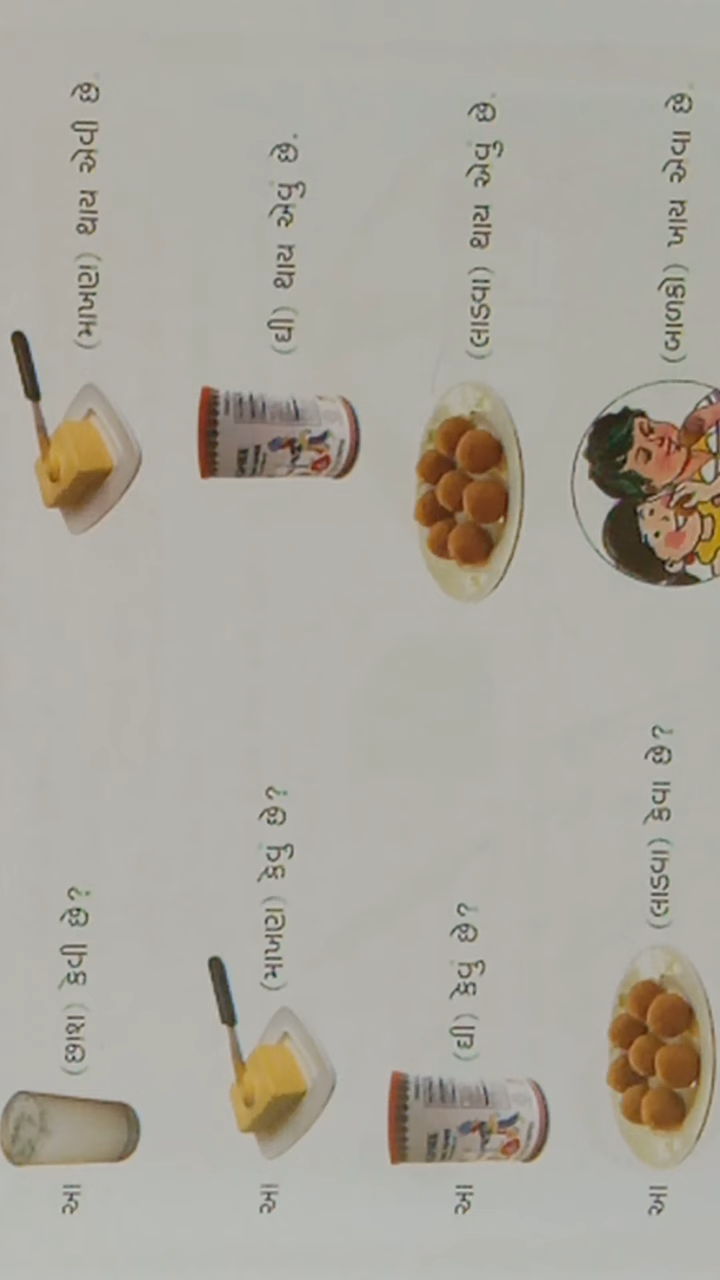 આ (છાશ) કેવી છે? (માખણ) થાય એવી છે.
આ (માખણ) કેવું છે? (ઘી) થાય એવું છે.
આ (ઘી) કેવું છે? (લાડવા) થાય એવું છે.
આ (લાડવા) કેવા છે? (બાળકો) ખાય એવા છે.